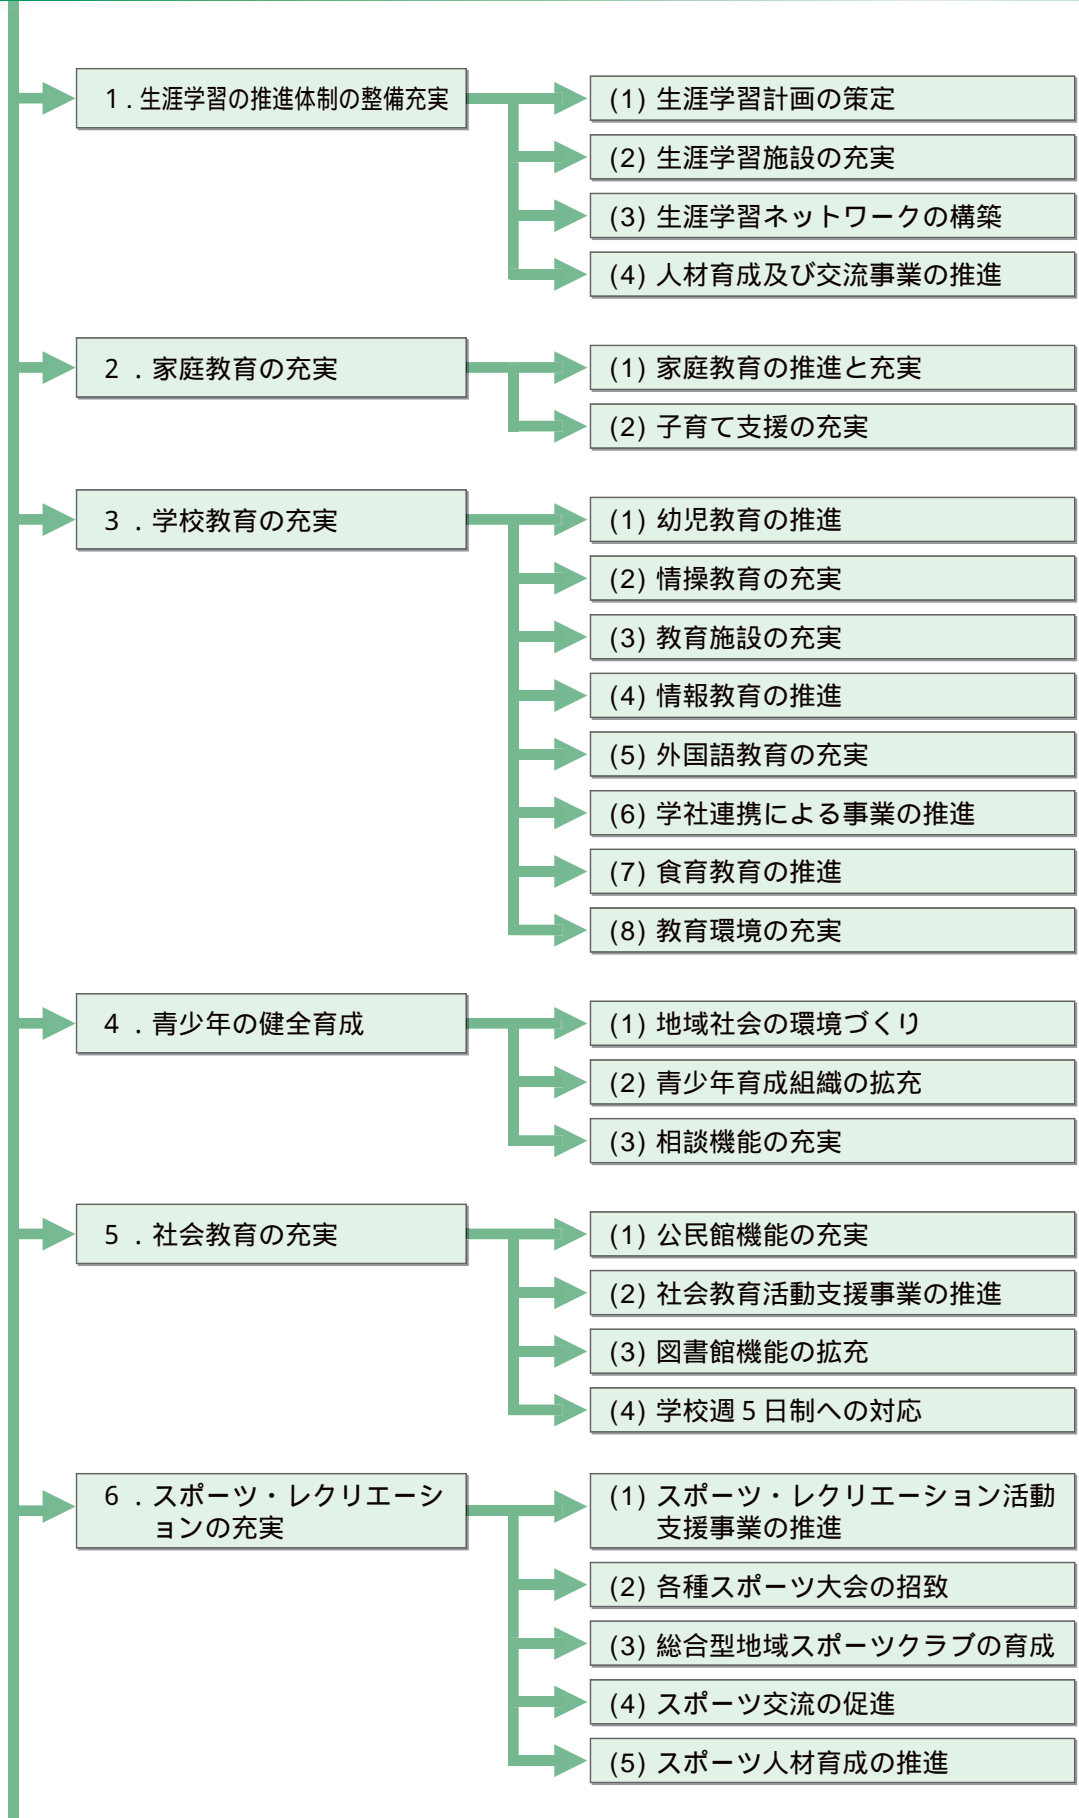 1．生涯学習の推進体制の整備充実
(1) 生涯学習計画の策定
(2) 生涯学習施設の充実
(3) 生涯学習ネットワークの構築
(4) 人材育成及び交流事業の推進
2．家庭教育の充実
(1) 家庭教育の推進と充実
(2) 子育て支援の充実
3．学校教育の充実
(1) 幼児教育の推進
(2) 情操教育の充実
(3) 教育施設の充実
(4) 情報教育の推進
(5) 外国語教育の充実
(6) 学社連携による事業の推進
(7) 食育教育の推進
(8) 教育環境の充実
4．青少年の健全育成
(1) 地域社会の環境づくり
(2) 青少年育成組織の拡充
(3) 相談機能の充実
5．社会教育の充実
(1) 公民館機能の充実
(2) 社会教育活動支援事業の推進
(3) 図書館機能の拡充
(4) 学校週5日制への対応
6．スポーツ・レクリエーシ
ョンの充実
(1) スポーツ・レクリエーション活動
支援事業の推進
(2) 各種スポーツ大会の招致
(3) 総合型地域スポーツクラブの育成
(4) スポーツ交流の促進
(5) スポーツ人材育成の推進